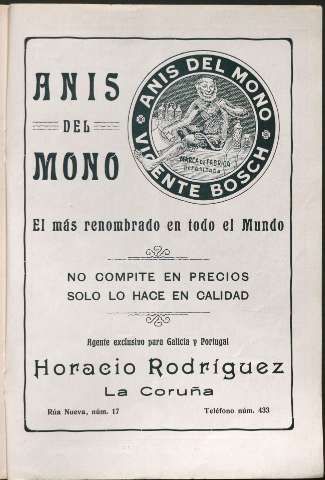 ANIS
DEL
MONO
ANIS DEL MONO
VICENTE BOSCH
MARCA DE FABRICA
DEPOSITADA
El más renombrado en todo el Mundo
NO COMPITE EN PRECIOS
SOLO LO HACE EN CALIDAD
Agente exclusivo para Galicia y Portugal
Horacio Rodríguez
La Coruña
Rúa Nueva, núm. 17 Teléfono núm. 433